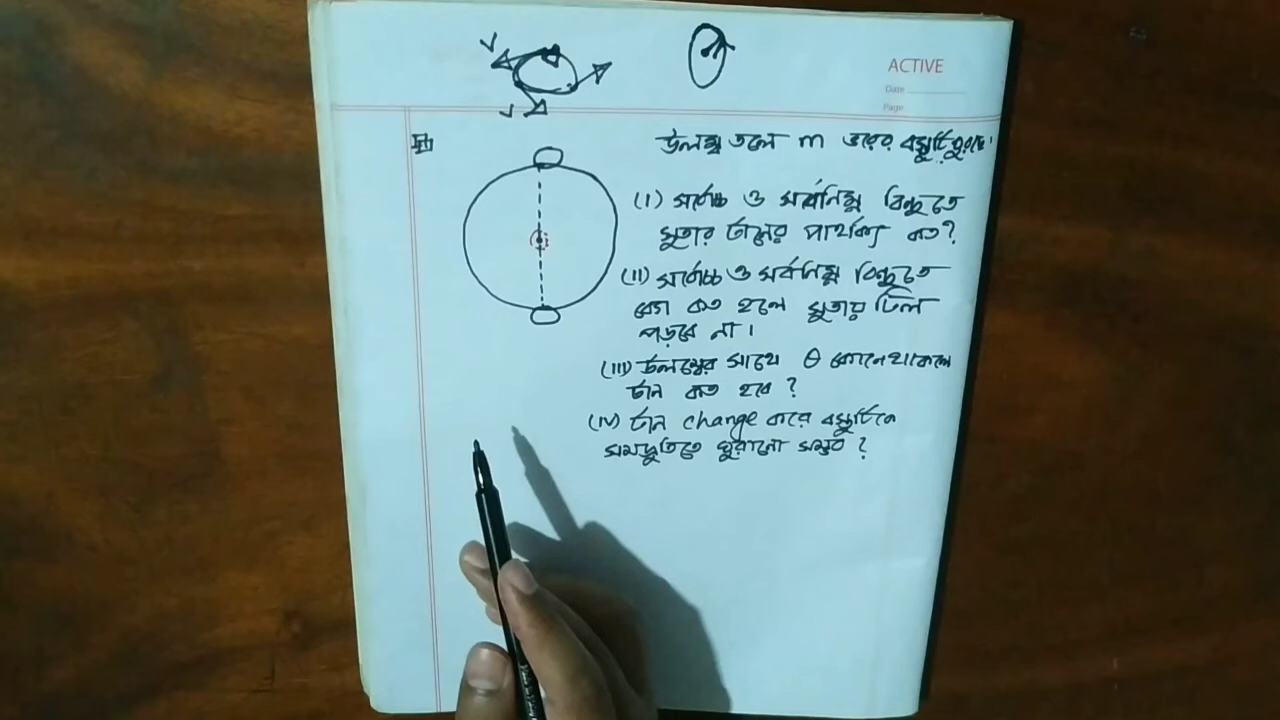 v
v
ACTIVE
Date
Page
উলম্ব তলে m ভরের বস্তুটি ঘুরছে।
(I) সর্বোচ্চ ও সর্বনিম্ন বিন্দুতে
সুতার টানের পার্থক্য কত?
(II) সর্বোচ্চ ও সর্বনিম্ন বিন্দুতে
বেগ কত হলে সুতায় ঢিল
পড়বে না।
(III) উলম্বের সাথে θ কোনে থাকলে
টান কত হবে?
(IV) টান change করে বস্তুটিকে
সমদ্রুতিতে ঘুরানো সম্ভব?